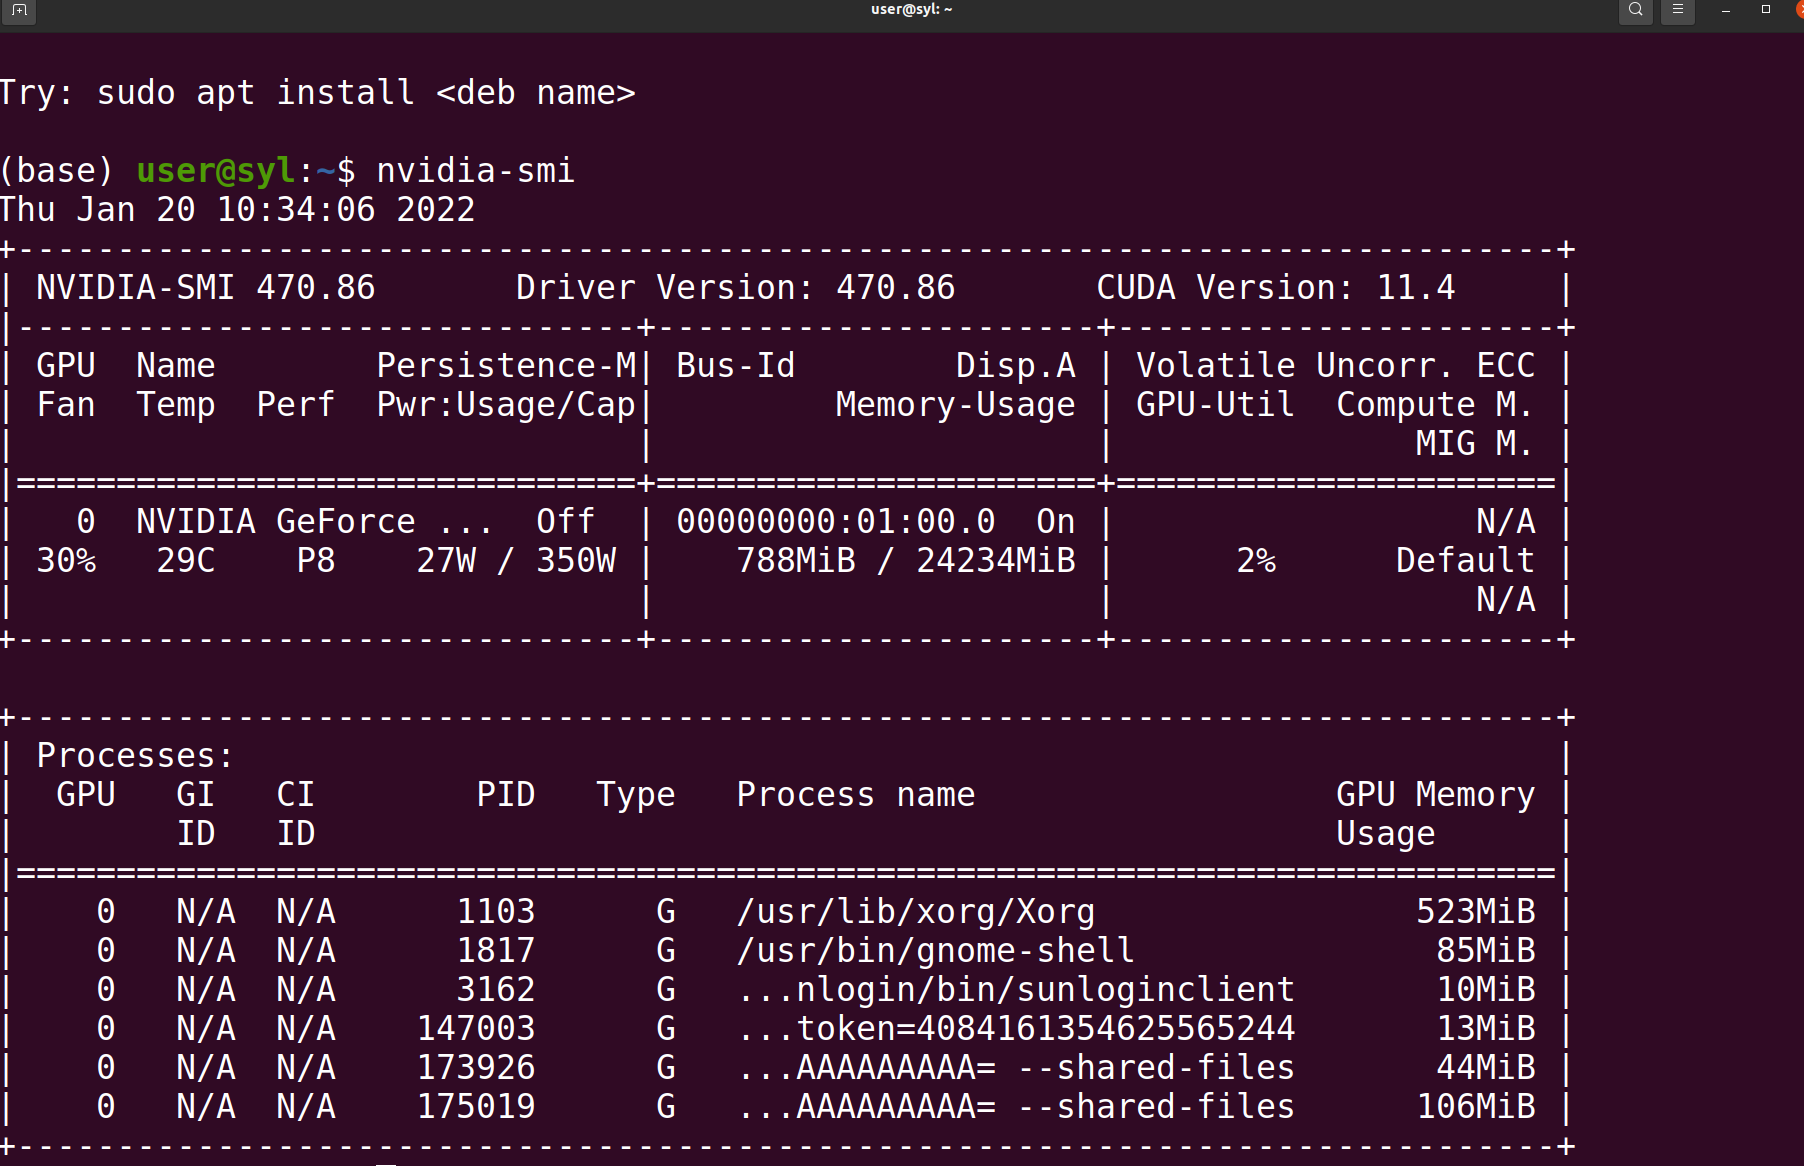 user@syl: ~
Try: sudo apt install <deb name>
(base) user@syl:~$ nvidia-smi
Thu Jan 20 10:34:06 2022
+-----------------------------------------------------------------------------+
| NVIDIA-SMI 470.86       Driver Version: 470.86       CUDA Version: 11.4     |
|-------------------------------+----------------------+----------------------+
| GPU  Name        Persistence-M| Bus-Id        Disp.A | Volatile Uncorr. ECC |
| Fan  Temp  Perf  Pwr:Usage/Cap|         Memory-Usage | GPU-Util  Compute M. |
|                               |                      |               MIG M. |
|===============================+======================+======================|
|   0  NVIDIA GeForce ...  Off  | 00000000:01:00.0  On |                  N/A |
| 30%   29C    P8    27W / 350W |    788MiB / 24234MiB |      2%      Default |
|                               |                      |                  N/A |
+-------------------------------+----------------------+----------------------+
+-----------------------------------------------------------------------------+
| Processes:                                                                  |
|  GPU   GI   CI        PID   Type   Process name                  GPU Memory |
|        ID   ID                                                   Usage      |
|=============================================================================|
|    0   N/A  N/A      1103      G   /usr/lib/xorg/Xorg                523MiB |
|    0   N/A  N/A      1817      G   /usr/bin/gnome-shell               85MiB |
|    0   N/A  N/A      3162      G   ...nlogin/bin/sunloginclient       10MiB |
|    0   N/A  N/A    147003      G   ...token=4084161354625565244       13MiB |
|    0   N/A  N/A    173926      G   ...AAAAAAAAA= --shared-files       44MiB |
|    0   N/A  N/A    175019      G   ...AAAAAAAAA= --shared-files      106MiB |
+-----------------------------------------------------------------------------+